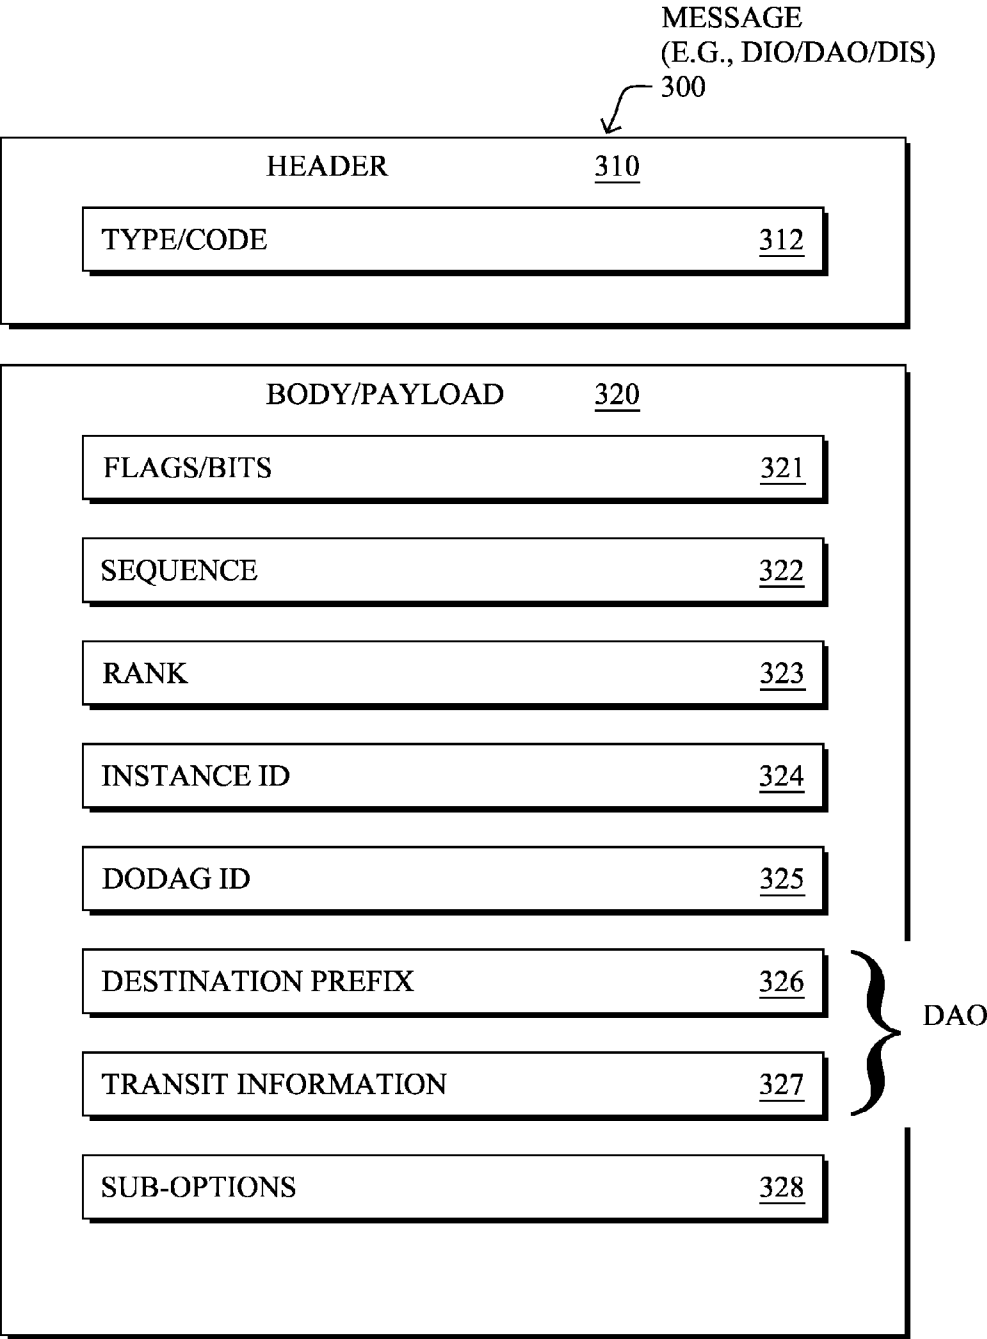 MESSAGE
(E.G., DIO/DAO/DIS)
300
HEADER 310
TYPE/CODE 312
BODY/PAYLOAD 320
FLAGS/BITS 321
SEQUENCE 322
RANK 323
INSTANCE ID 324
DODAG ID 325
DESTINATION PREFIX 326
DAO
TRANSIT INFORMATION 327
SUB-OPTIONS 328